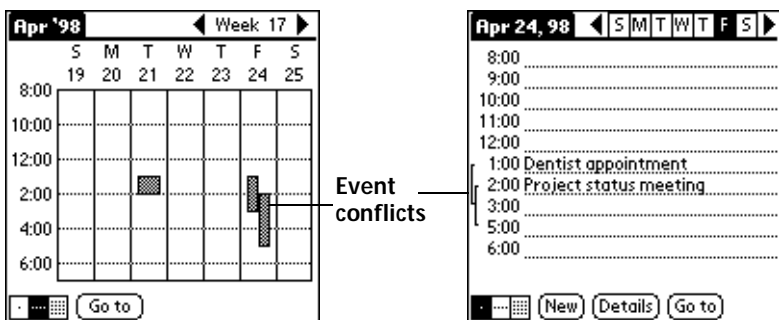 Apr '98 Week 17
S M T W T F S
19 20 21 22 23 24 25
8:00
10:00
12:00
2:00
4:00
6:00
Go to
Event
conflicts
Apr 24, 98 S M T W T F S
8:00
9:00
10:00
11:00
12:00
1:00 Dentist appointment
2:00 Project status meeting
3:00
5:00
6:00
New Details Go to